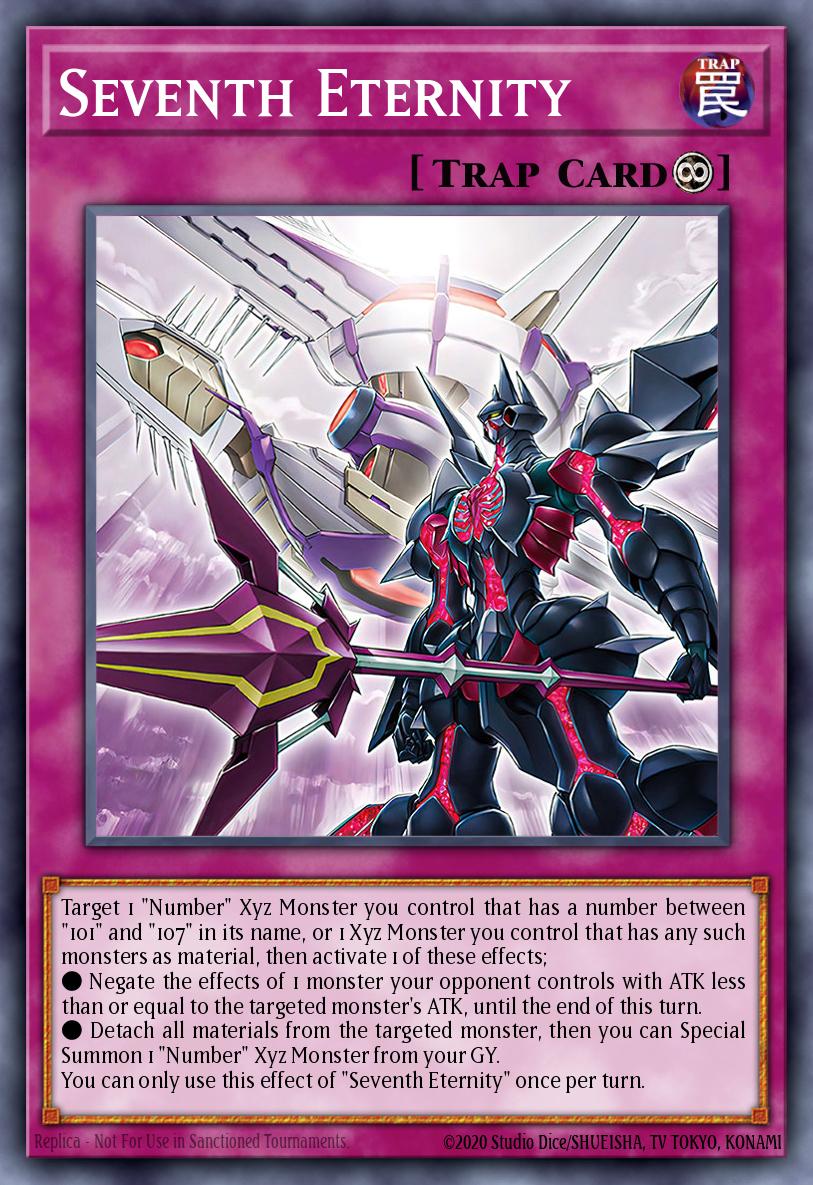 Seventh Eternity
TRAP
罠
[Trap Card∞]
Target 1 "Number" Xyz Monster you control that has a number between
"101" and "107" in its name, or 1 Xyz Monster you control that has any such
monsters as material, then activate 1 of these effects;
● Negate the effects of 1 monster your opponent controls with ATK less
than or equal to the targeted monster's ATK, until the end of this turn.
● Detach all materials from the targeted monster, then you can Special
Summon 1 "Number" Xyz Monster from your GY.
You can only use this effect of "Seventh Eternity" once per turn.
Replica - Not For Use in Sanctioned Tournaments.
©2020 Studio Dice/SHUEISHA, TV TOKYO, KONAMI